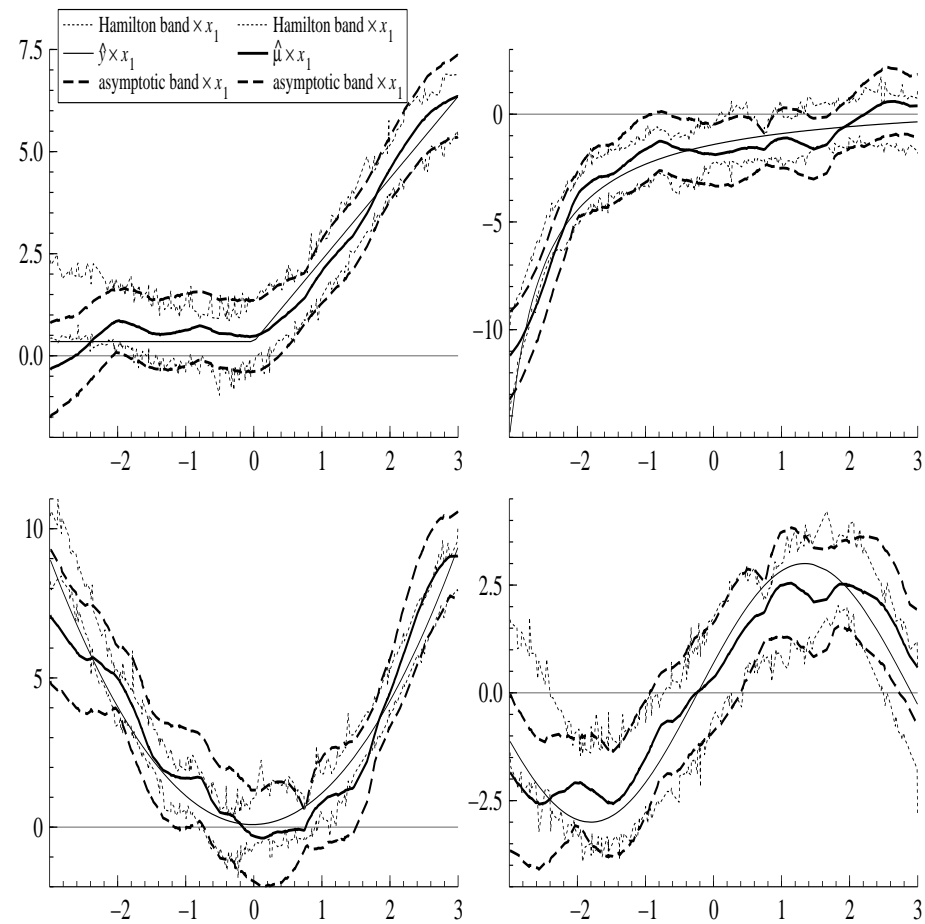 Hamilton band × x₁ Hamilton band × x₁
ŷ × x₁ μ̂ × x₁
asymptotic band × x₁ asymptotic band × x₁
7.5
5.0
2.5
0.0
−2 −1 0 1 2 3
0
−5
−10
−2 −1 0 1 2 3
10
5
0
−2 −1 0 1 2 3
2.5
0.0
−2.5
−2 −1 0 1 2 3